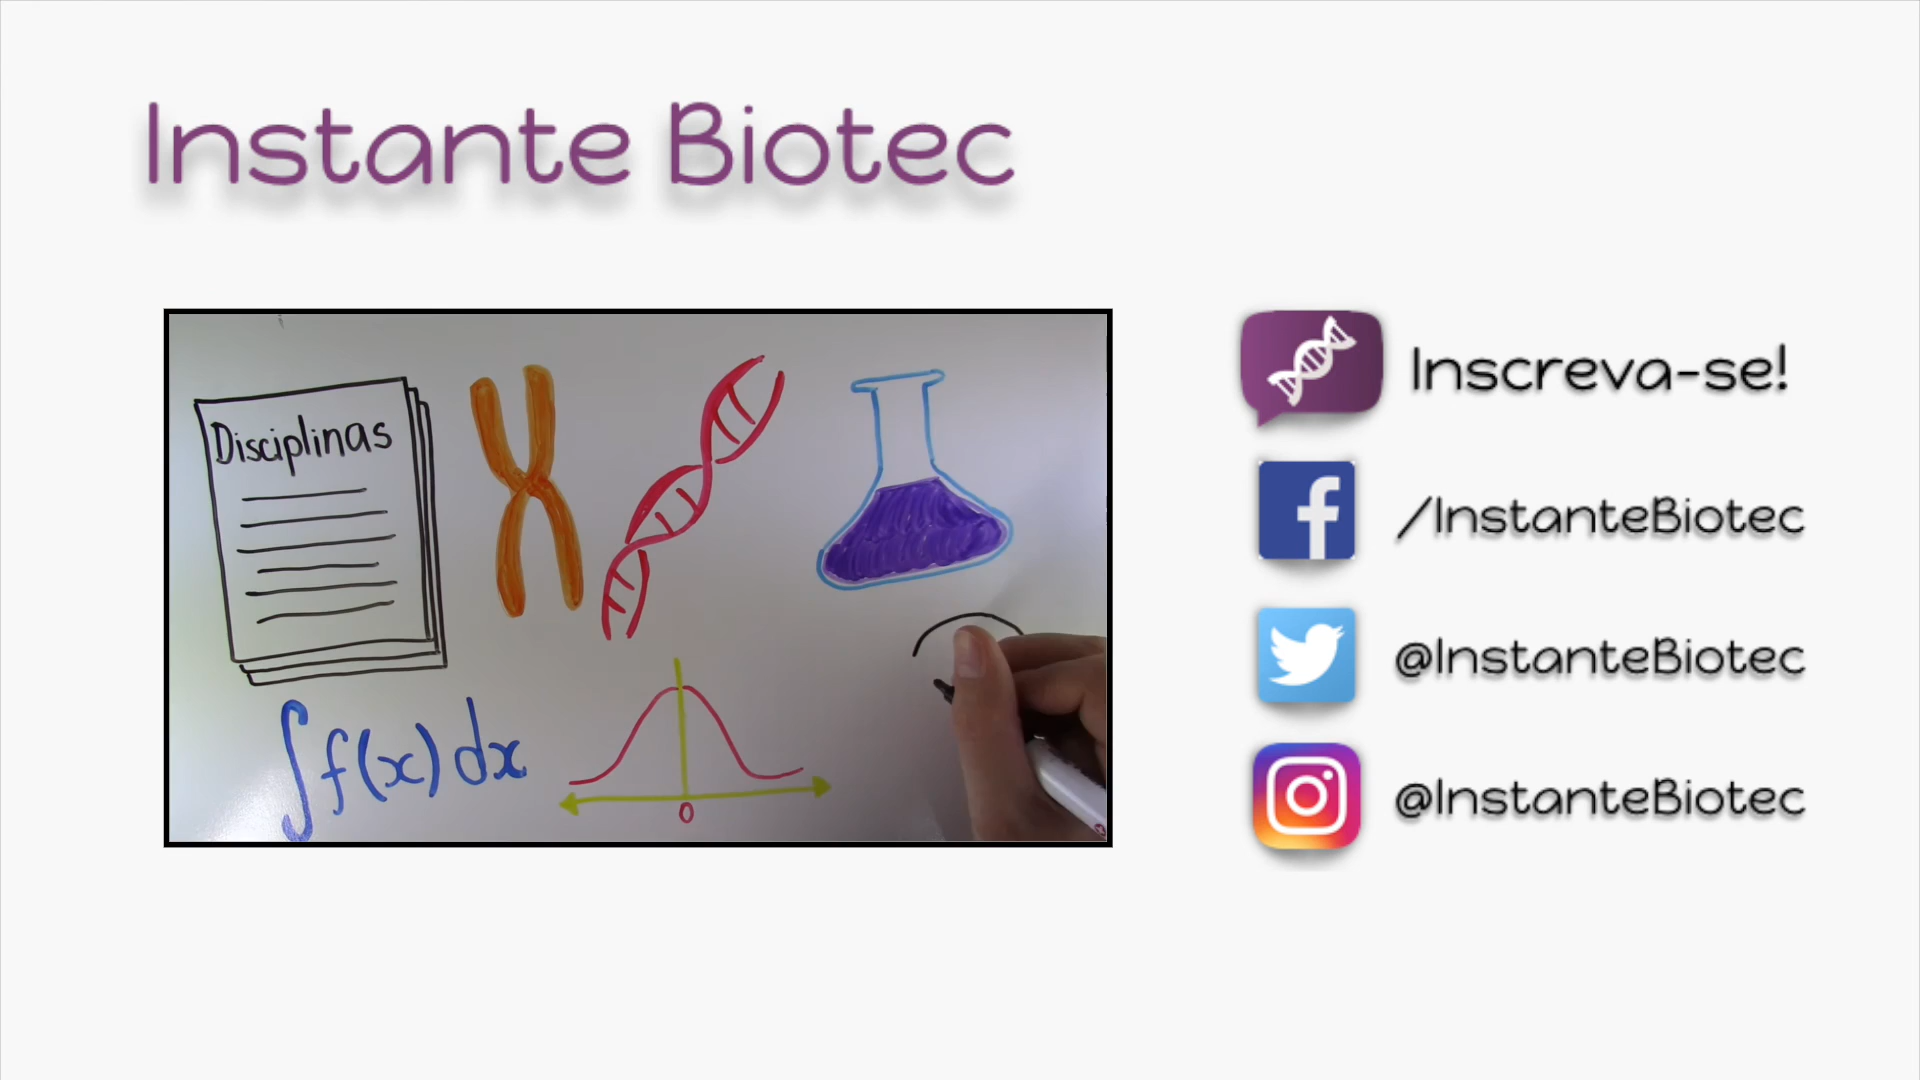 Instante Biotec
Disciplinas
∫f(x)dx
0
Inscreva-se!
/InstanteBiotec
@InstanteBiotec
@InstanteBiotec